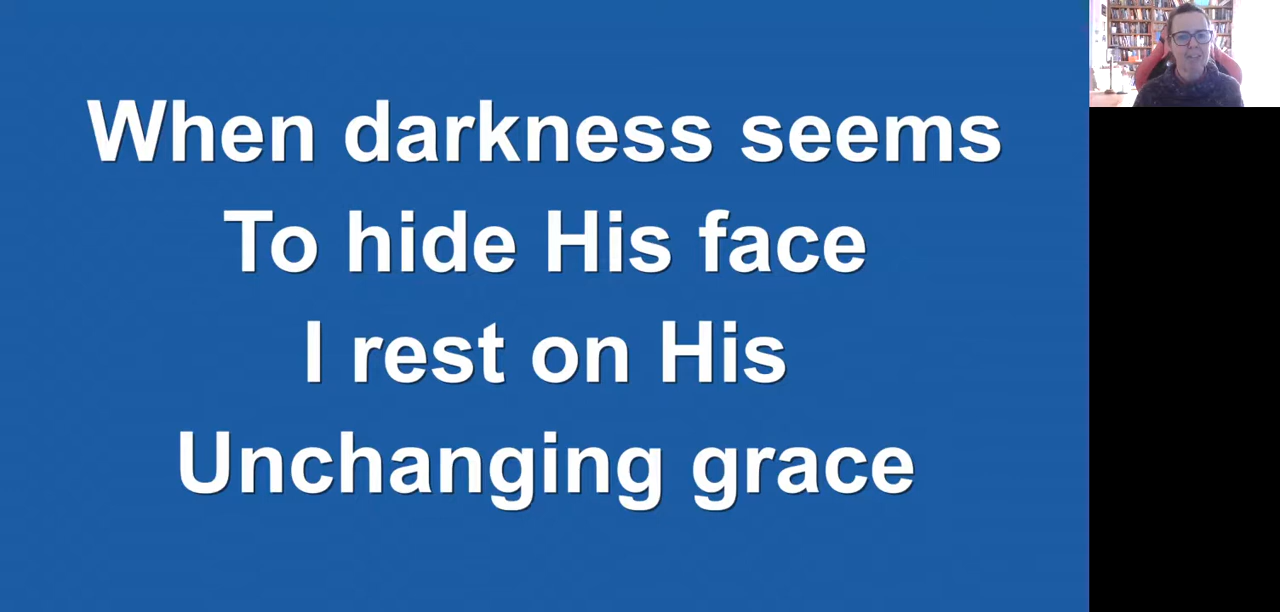 When darkness seems
To hide His face
I rest on His
Unchanging grace